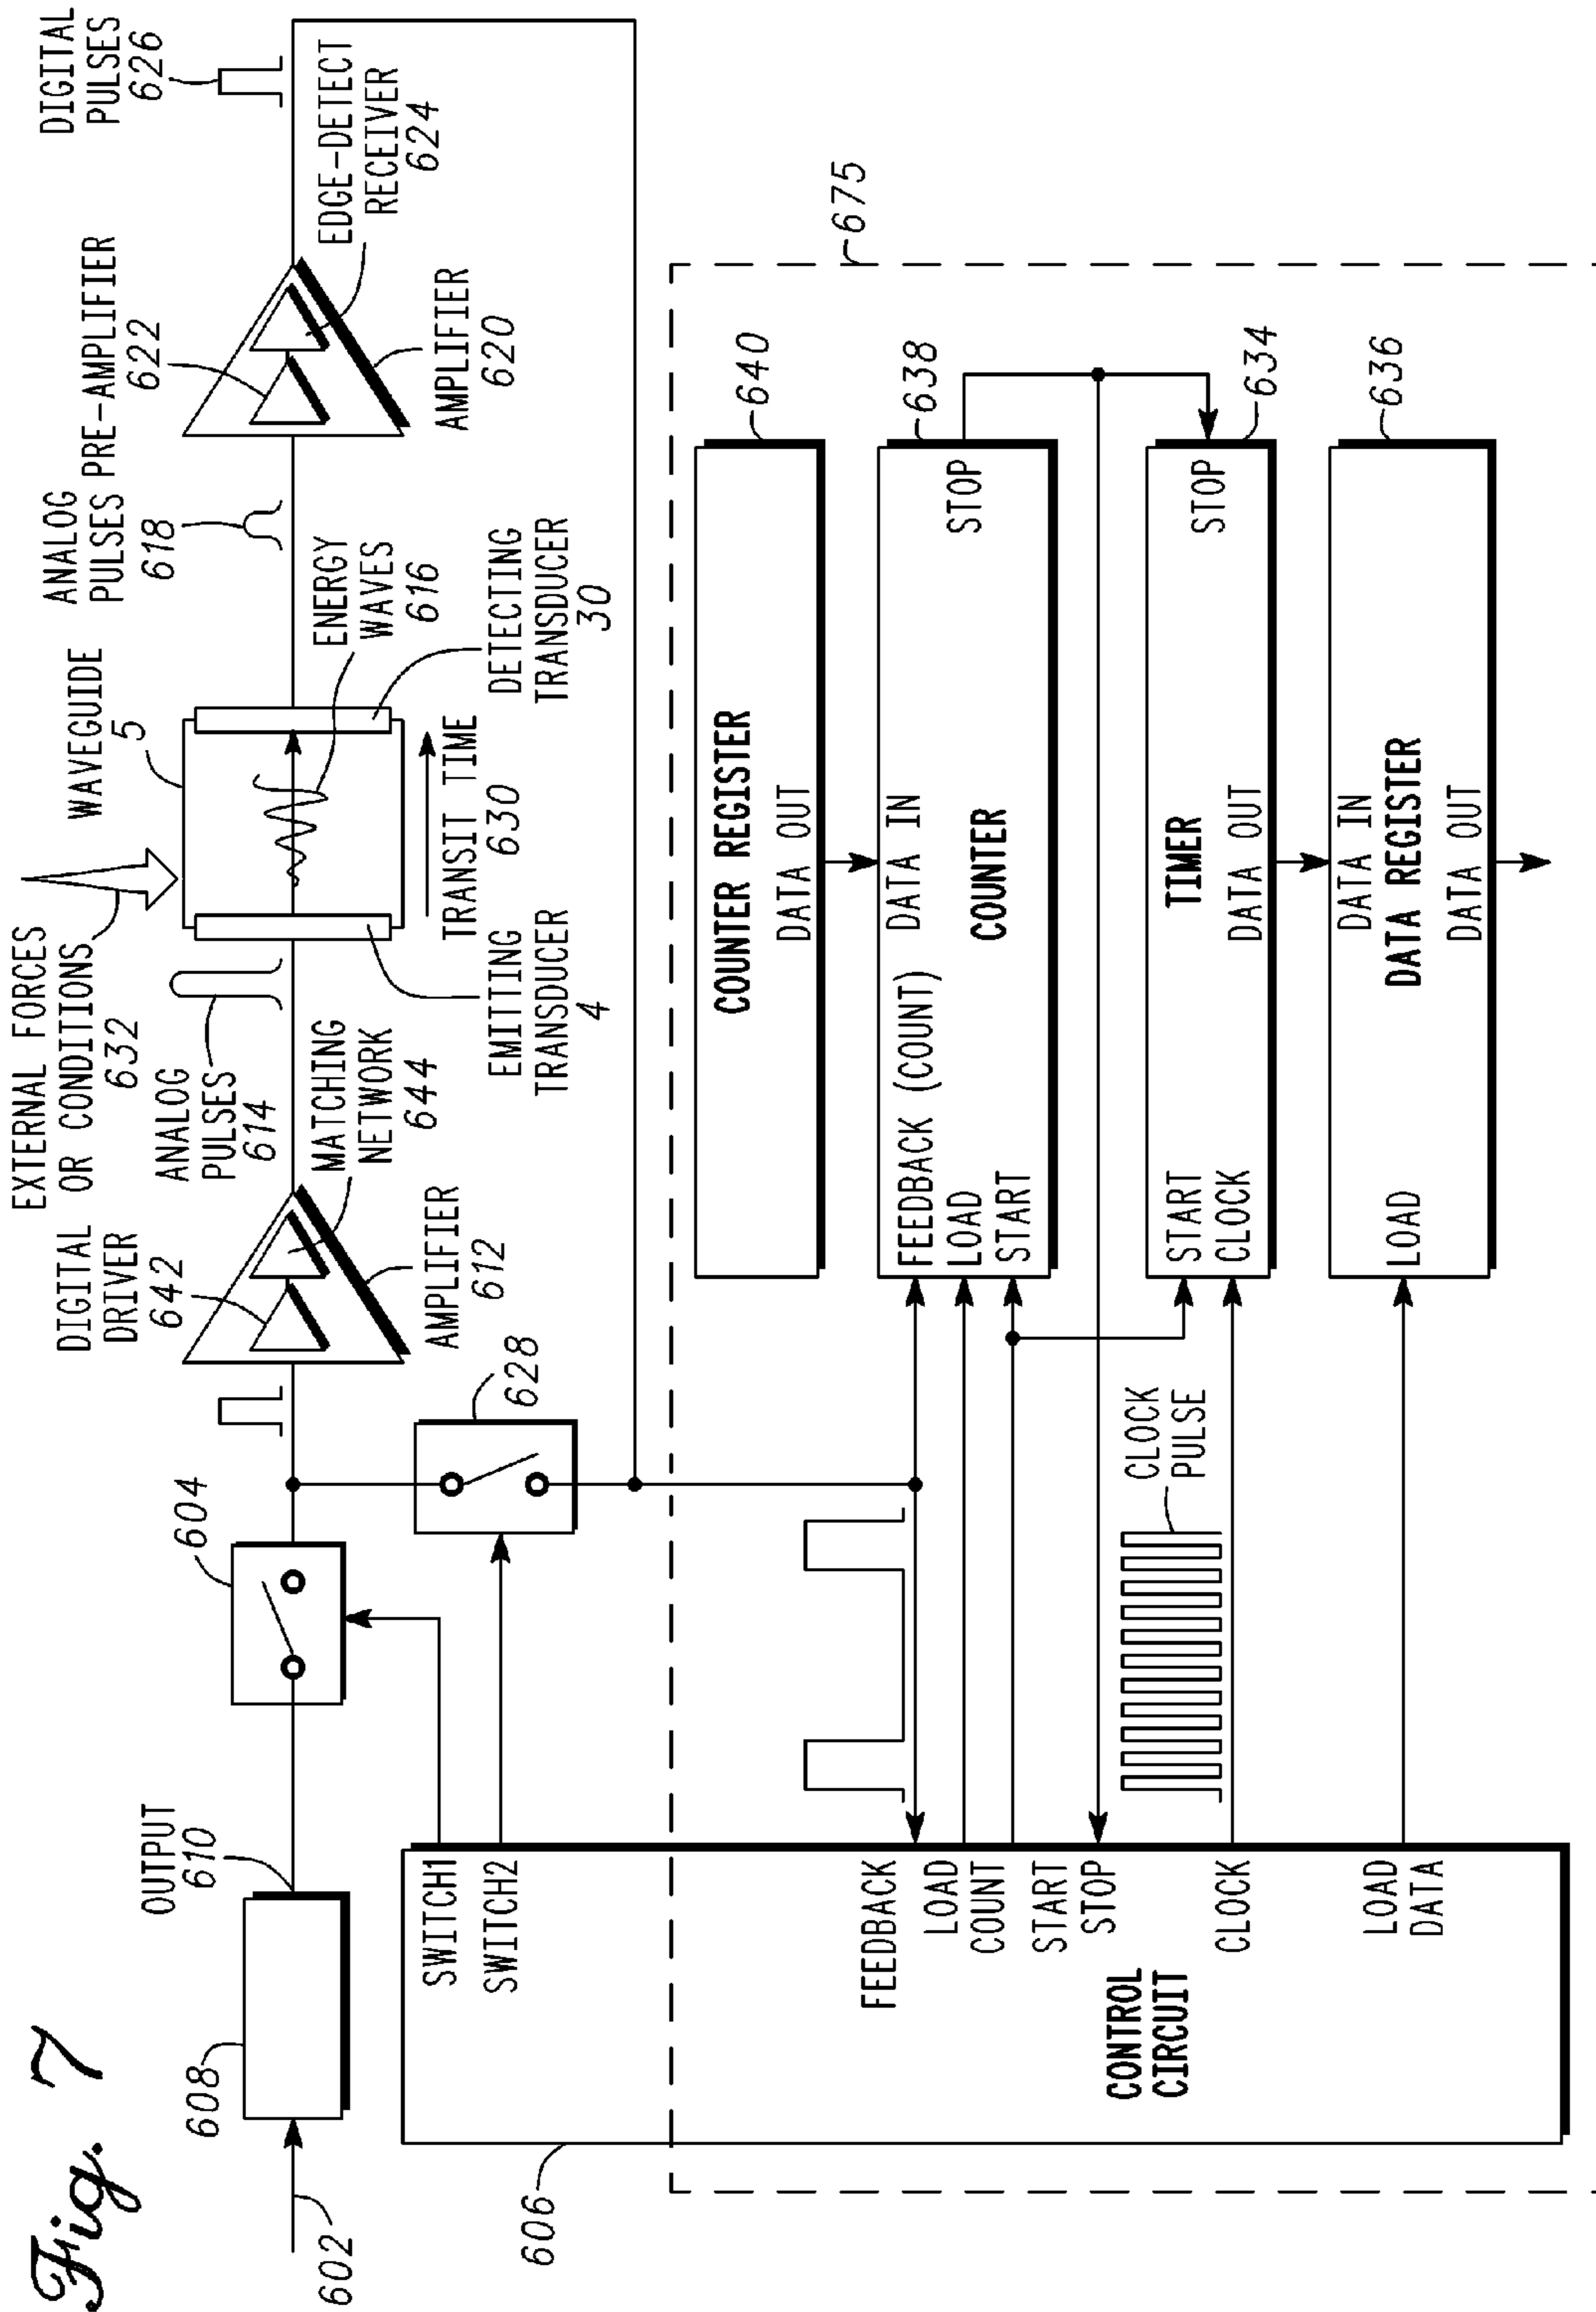 Fig. 7
EXTERNAL FORCES
OR CONDITIONS
632
WAVEGUIDE
5
ANALOG
PULSES
618
PRE-AMPLIFIER
622
DIGITAL
PULSES
626
DIGITAL
DRIVER
642
ANALOG
PULSES
614
MATCHING
NETWORK
644
ENERGY
WAVES
616
EDGE-DETECT
RECEIVER
624
OUTPUT
610
604
608
602
AMPLIFIER
612
EMITTING
TRANSDUCER
4
TRANSIT TIME
630
DETECTING
TRANSDUCER
30
AMPLIFIER
620
628
606
SWITCH1
SWITCH2
FEEDBACK
LOAD
COUNT
START
STOP
CLOCK
LOAD
DATA
CONTROL
CIRCUIT
CLOCK
PULSE
675
COUNTER REGISTER
DATA OUT
640
FEEDBACK (COUNT)
LOAD
START
DATA IN
COUNTER
STOP
638
START
CLOCK
TIMER
DATA OUT
STOP
634
LOAD
DATA IN
DATA REGISTER
DATA OUT
636